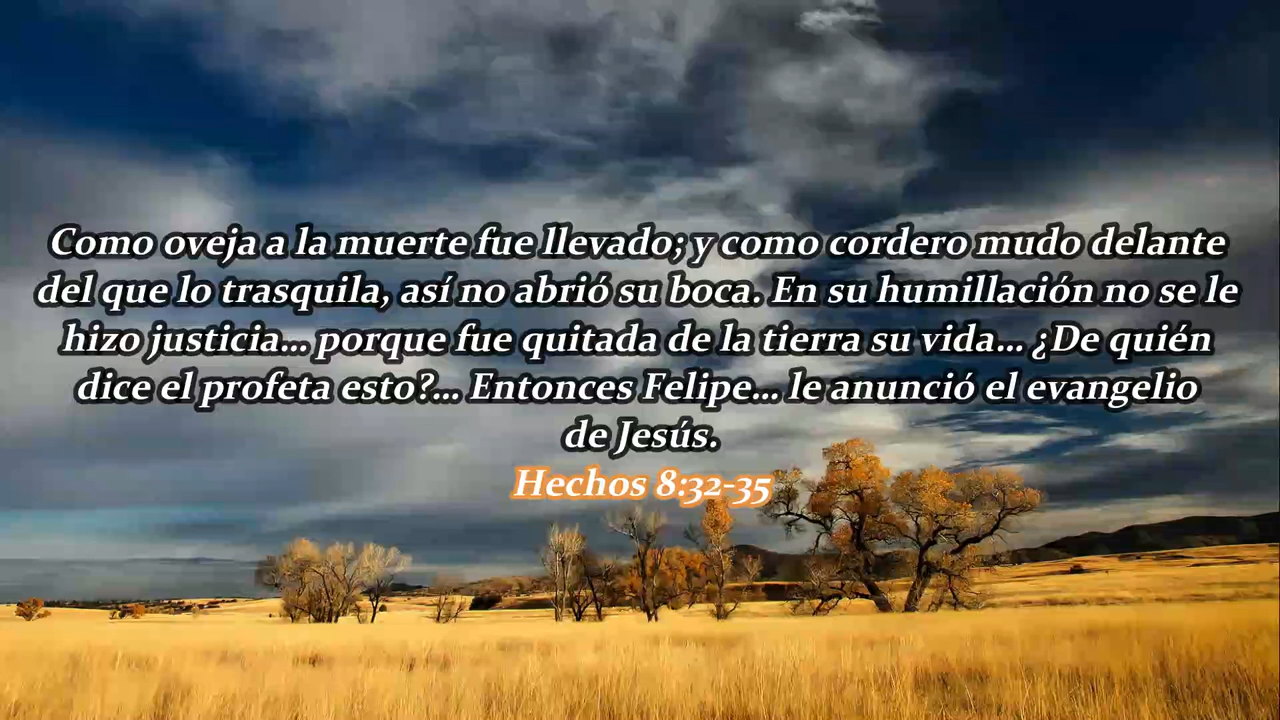 Como oveja a la muerte fue llevado; y como cordero mudo delante
del que lo trasquila, así no abrió su boca. En su humillación no se le
hizo justicia... porque fue quitada de la tierra su vida... ¿De quién
dice el profeta esto?... Entonces Felipe... le anunció el evangelio
de Jesús.
Hechos 8:32-35